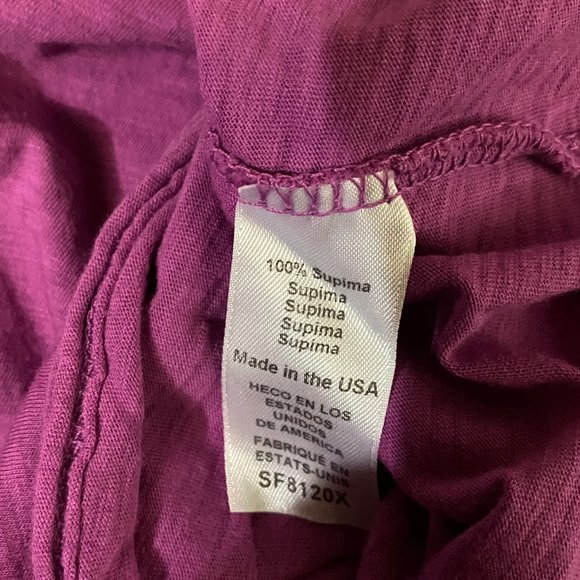 100% Supima
Supima
Supima
Supima
Supima
Made in the USA
HECO EN LOS
ESTADOS
UNIDOS
DE AMERICA
FABRIQUÉ EN
ESTATS-UNIS
SF8120X